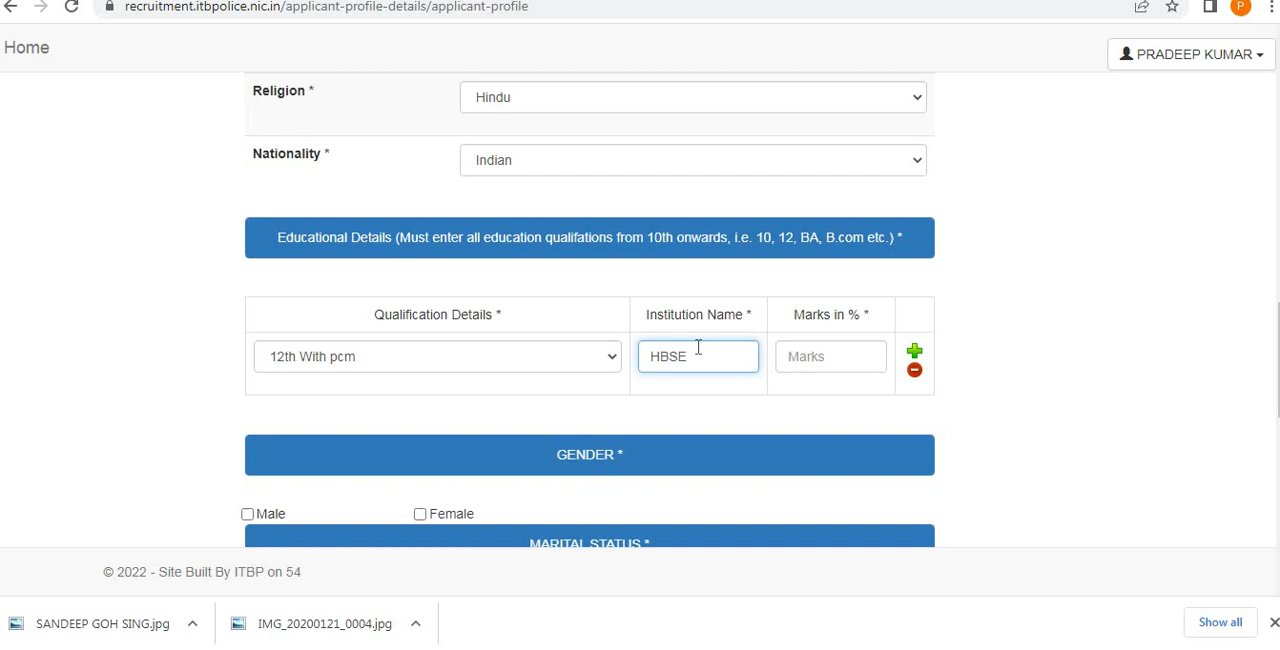 recruitment.itbpolice.nic.in/applicant-profile-details/applicant-profile
P
Home
PRADEEP KUMAR
Religion *
Hindu
Nationality *
Indian
Educational Details (Must enter all education qualifations from 10th onwards, i.e. 10, 12, BA, B.com etc.) *
Qualification Details * Institution Name * Marks in % *
12th With pcm HBSE Marks
GENDER *
Male Female
MARITAL STATUS *
© 2022 - Site Built By ITBP on 54
SANDEEP GOH SING.jpg IMG_20200121_0004.jpg Show all